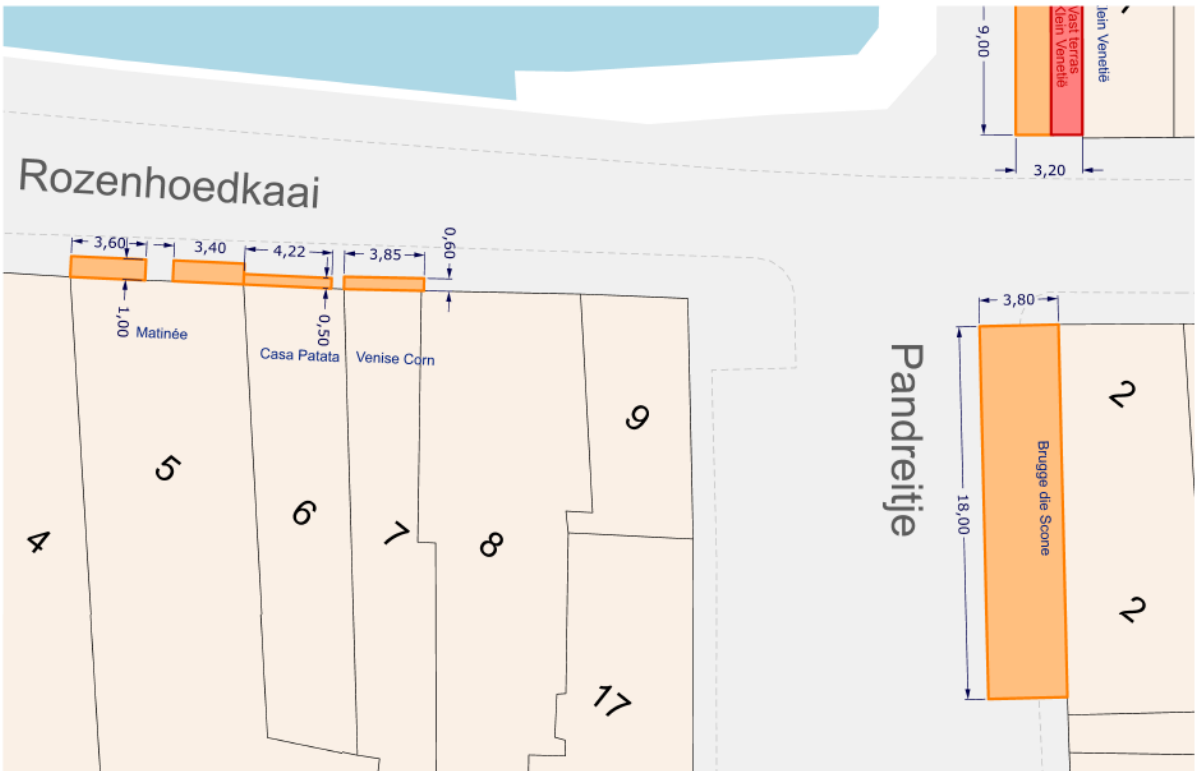 9,00
Vast terras
Klein Venetië
Klein Venetië
3,20
Rozenhoedkaai
3,60
3,40
4,22
3,85
0,60
1,00
Matinée
0,50
Casa Patata
Venise Corn
3,80
Pandreitje
18,00
Brugge die Scone
2
2
4
5
6
7
8
9
17